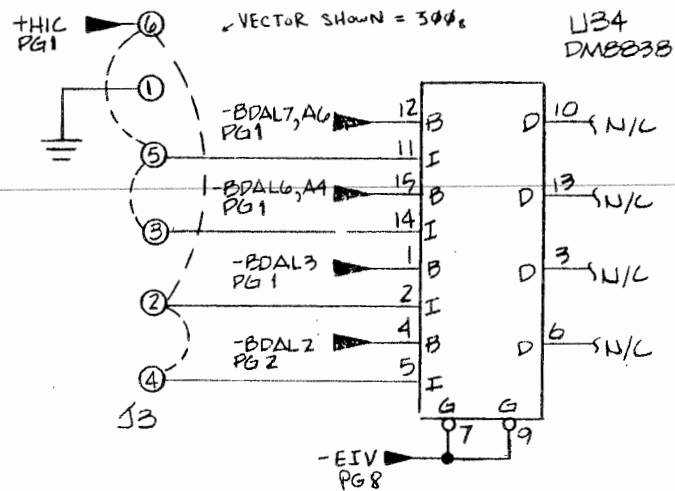 +HIC
PG1
6
VECTOR SHOWN = 300₈
U34
DM8838
1
-BDAL7, A6
PG1
12
B
D
10
N/C
5
11
I
-BDAL6, A4
PG1
15
B
D
13
N/C
3
14
I
-BDAL3
PG 1
1
B
D
3
N/C
2
2
I
-BDAL2
PG 2
4
B
D
6
N/C
4
5
I
J3
G
G
7
9
-EIV
PG8